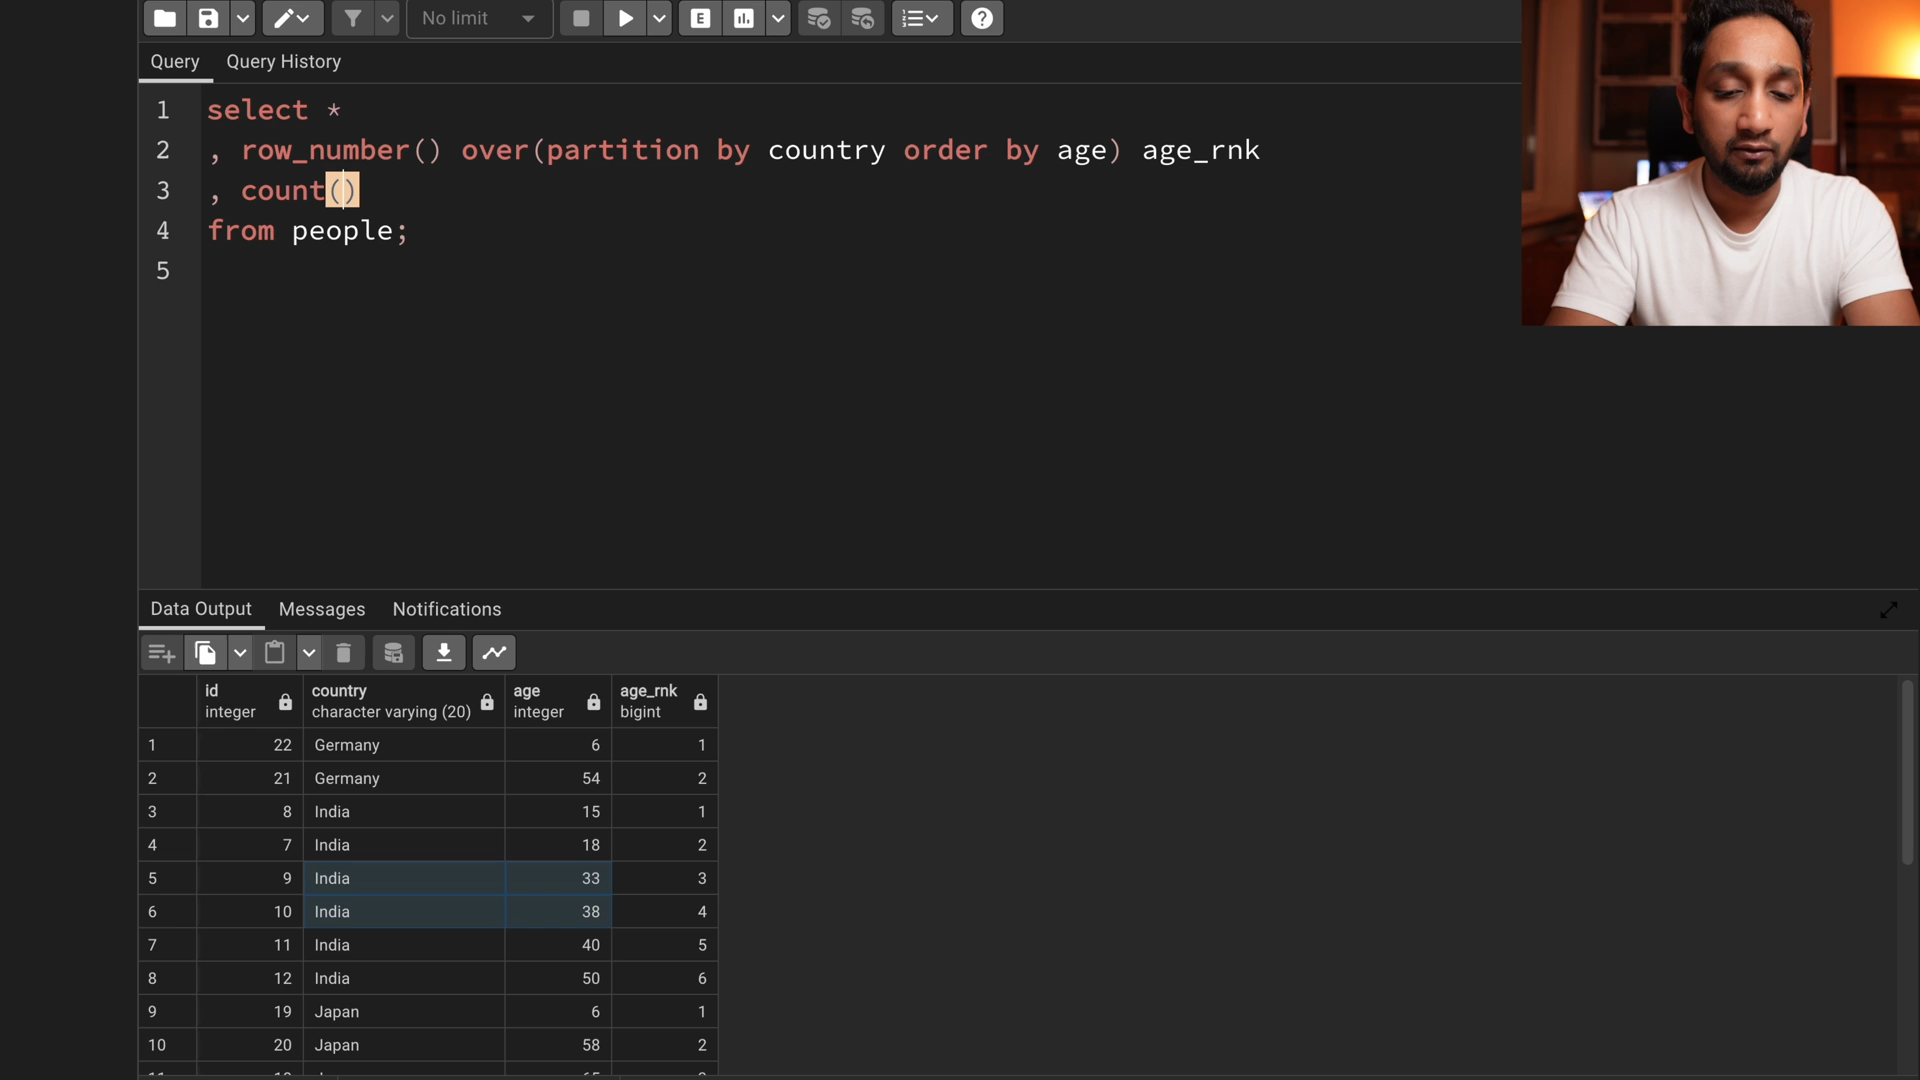 No limit
E
Query Query History
1 select *
2 , row_number() over(partition by country order by age) age_rnk
3 , count()
4 from people;
5
Data Output Messages Notifications
id integer country character varying (20) age integer age_rnk bigint
1 22 Germany 6 1
2 21 Germany 54 2
3 8 India 15 1
4 7 India 18 2
5 9 India 33 3
6 10 India 38 4
7 11 India 40 5
8 12 India 50 6
9 19 Japan 6 1
10 20 Japan 58 2